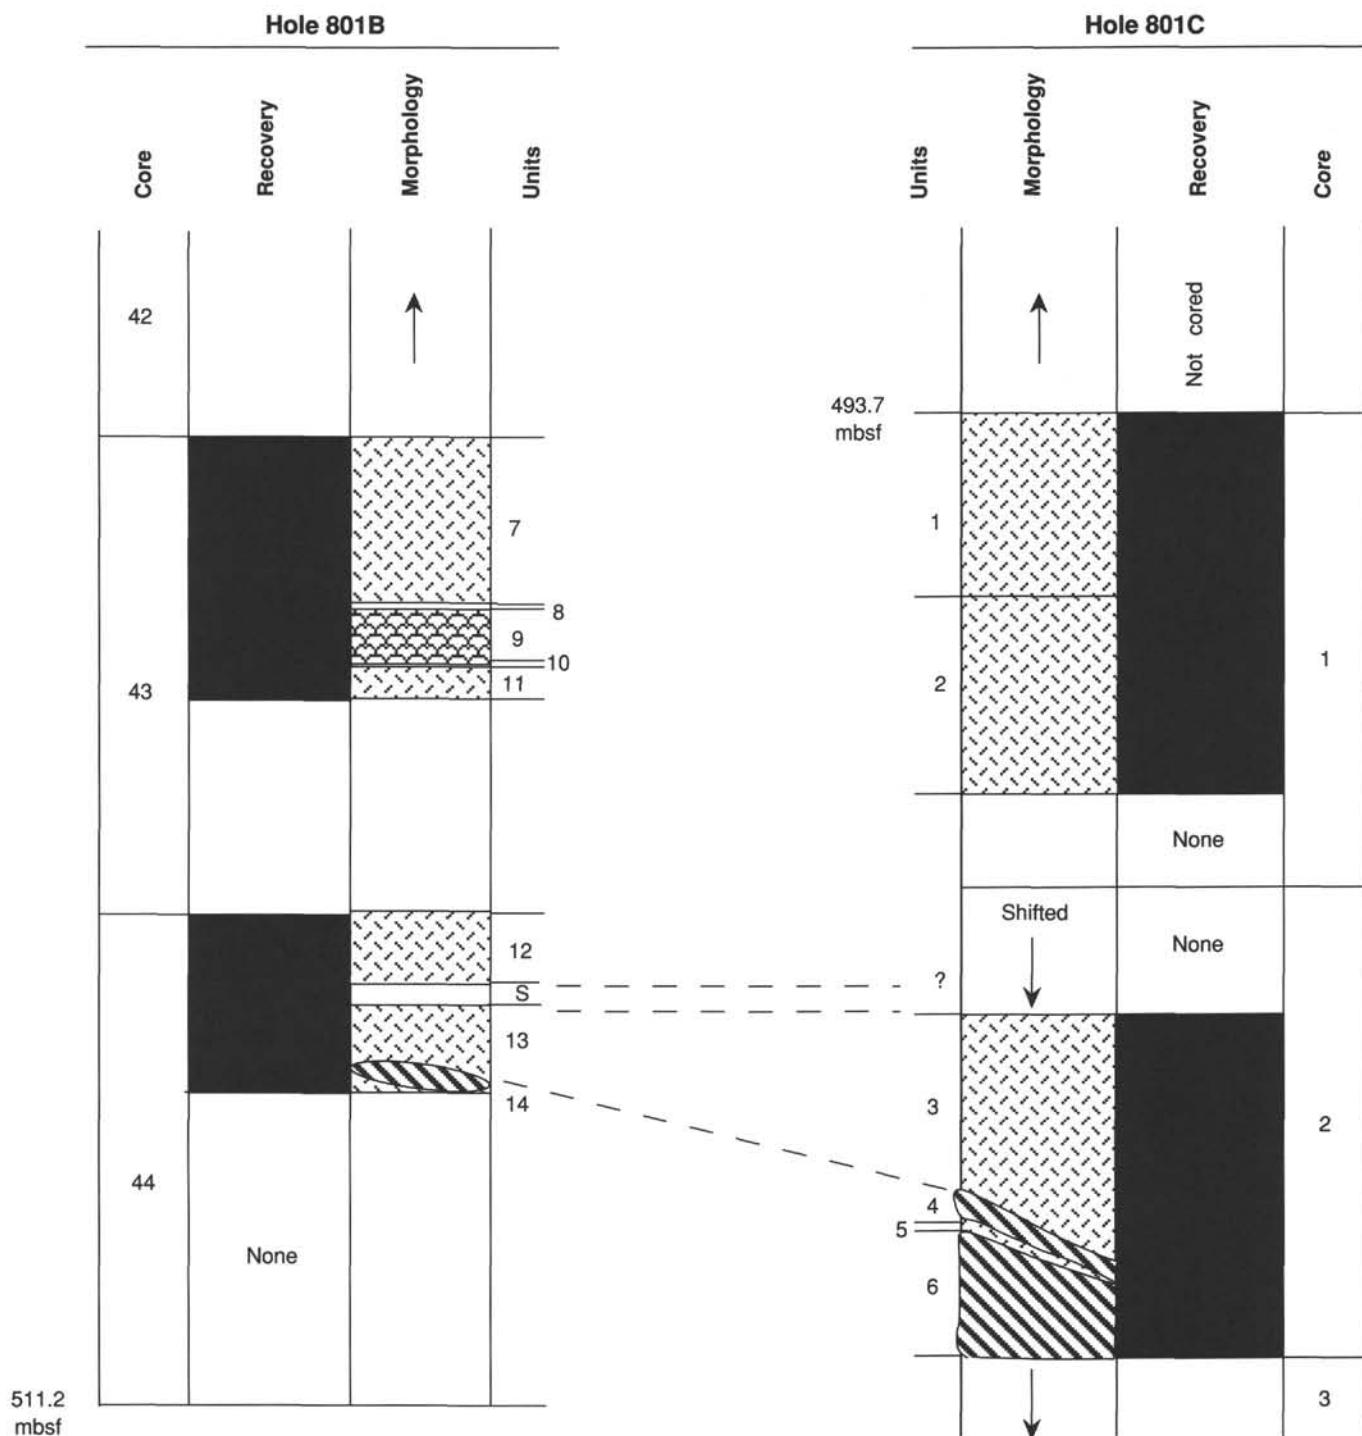 Hole 801B
Core
Recovery
Morphology
Units
42
43
44
None
7
8
9
10
11
12
S
13
14
511.2
mbsf
Hole 801C
Units
Morphology
Recovery
Core
Not cored
493.7
mbsf
1
2
1
None
Shifted
None
?
3
4
5
6
2
3